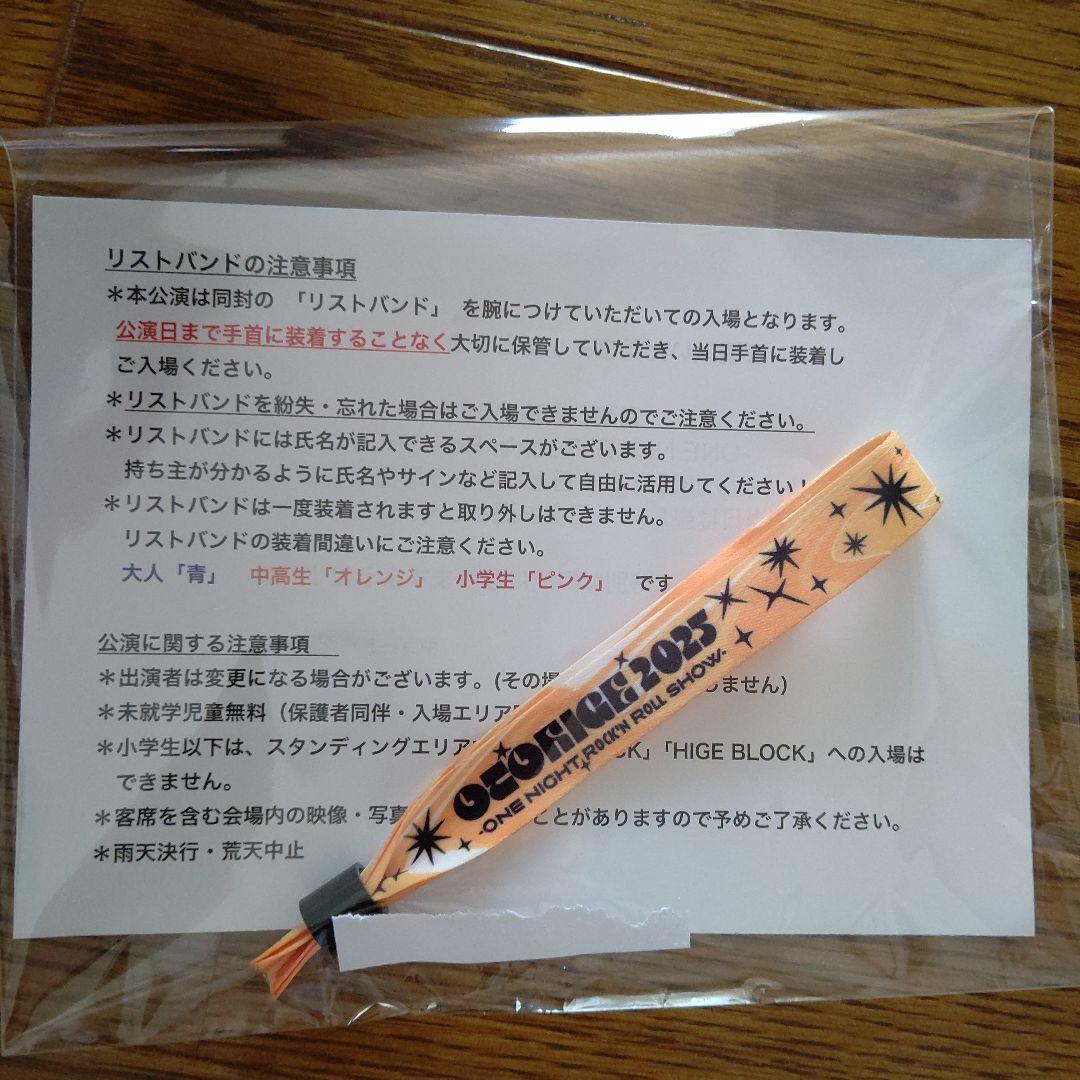 リストバンドの注意事項
＊本公演は同封の 「リストバンド」 を腕につけていただいての入場となります。
公演日まで手首に装着することなく大切に保管していただき、当日手首に装着し
ご入場ください。
＊リストバンドを紛失・忘れた場合はご入場できませんのでご注意ください。
＊リストバンドには氏名が記入できるスペースがございます。
持ち主が分かるように氏名やサインなど記入して自由に活用してください！
＊リストバンドは一度装着されますと取り外しはできません。
リストバンドの装着間違いにご注意ください。
大人「青」 中高生「オレンジ」 小学生「ピンク」 です
公演に関する注意事項
＊出演者は変更になる場合がございます。(その場 しません)
＊未就学児童無料（保護者同伴・入場エリア
＊小学生以下は、スタンディングエリア CK」「HIGE BLOCK」への入場は
できません。
＊客席を含む会場内の映像・写真 ことがありますので予めご了承ください。
＊雨天決行・荒天中止
OTOHIGE 2025
-ONE NIGHT ROCK'N ROLL SHOW-